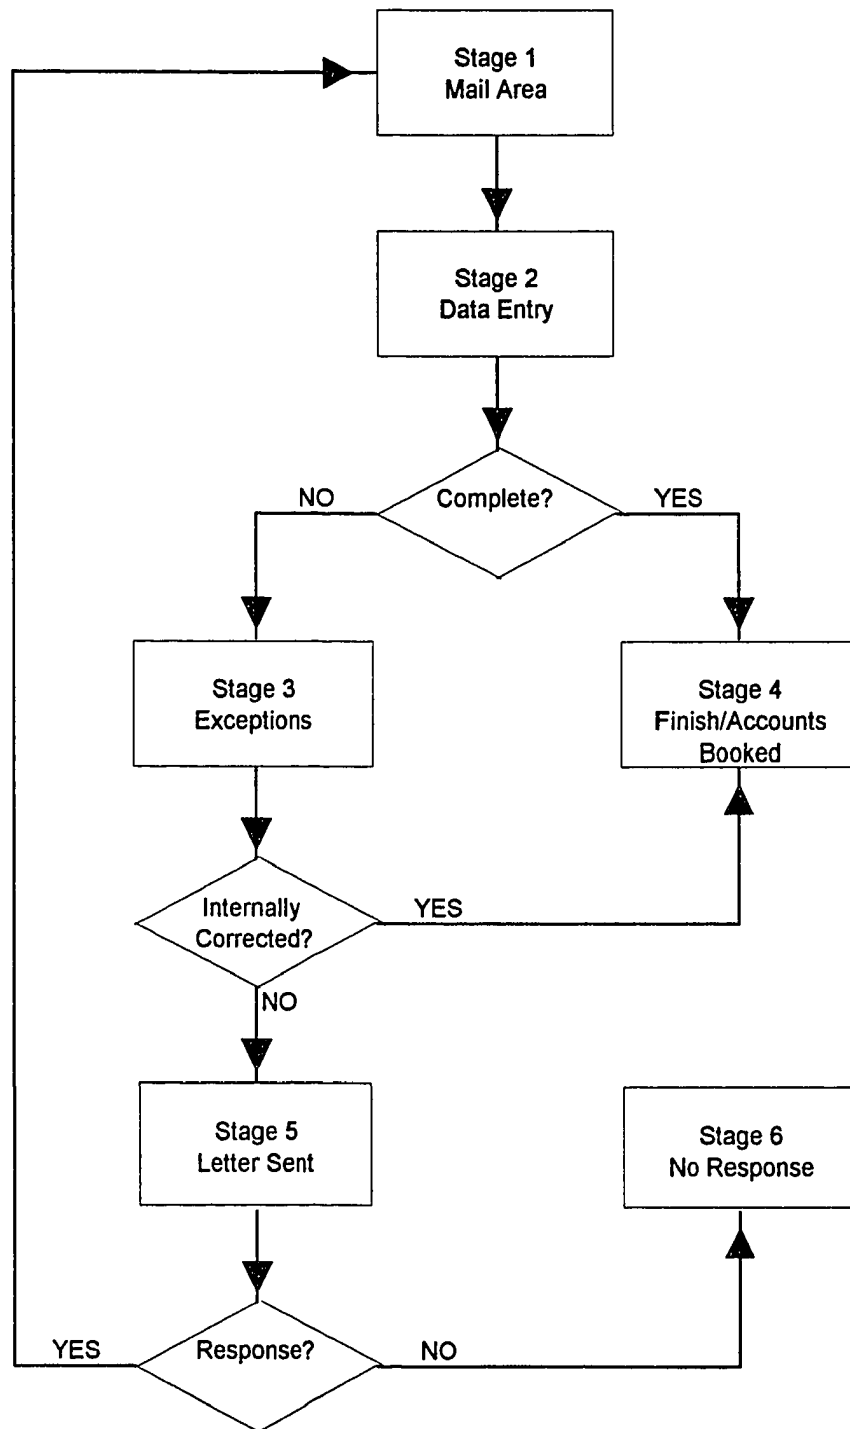 Stage 1
Mail Area
Stage 2
Data Entry
NO
Complete?
YES
Stage 3
Exceptions
Stage 4
Finish/Accounts
Booked
Internally
Corrected?
YES
NO
Stage 5
Letter Sent
Stage 6
No Response
YES
Response?
NO